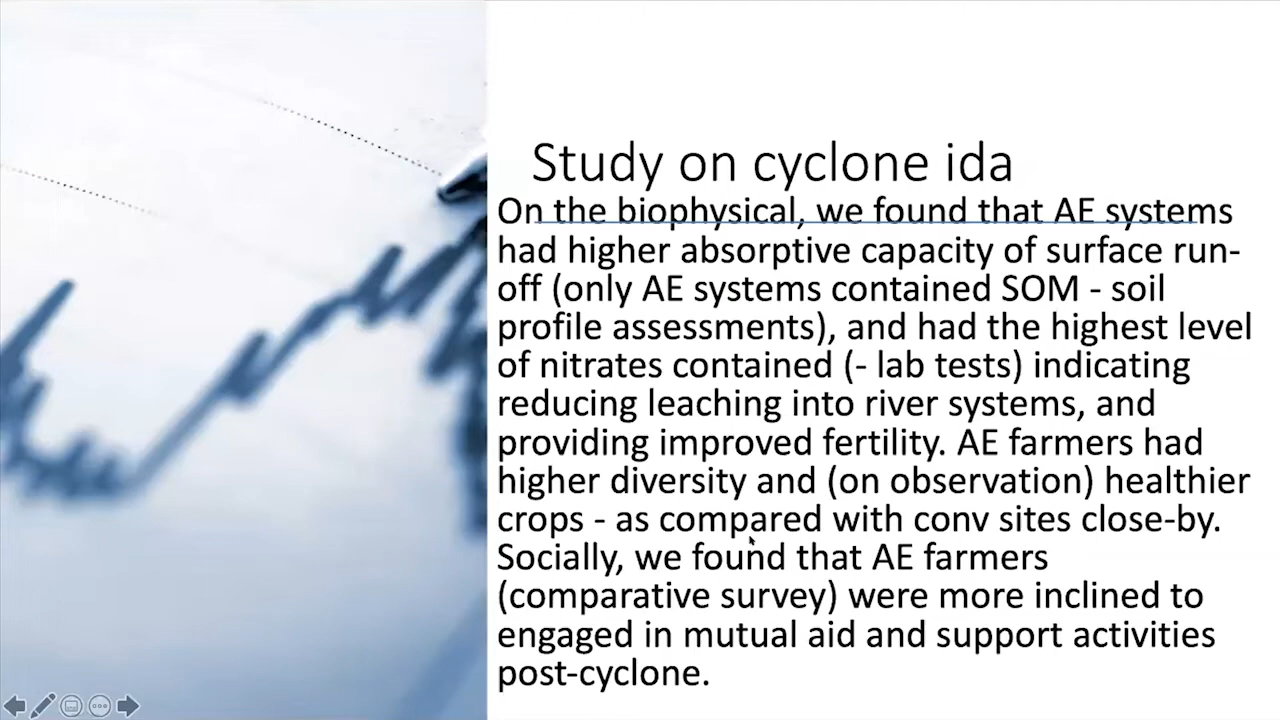 Study on cyclone ida
On the biophysical, we found that AE systems
had higher absorptive capacity of surface run-
off (only AE systems contained SOM - soil
profile assessments), and had the highest level
of nitrates contained (- lab tests) indicating
reducing leaching into river systems, and
providing improved fertility. AE farmers had
higher diversity and (on observation) healthier
crops - as compared with conv sites close-by.
Socially, we found that AE farmers
(comparative survey) were more inclined to
engaged in mutual aid and support activities
post-cyclone.